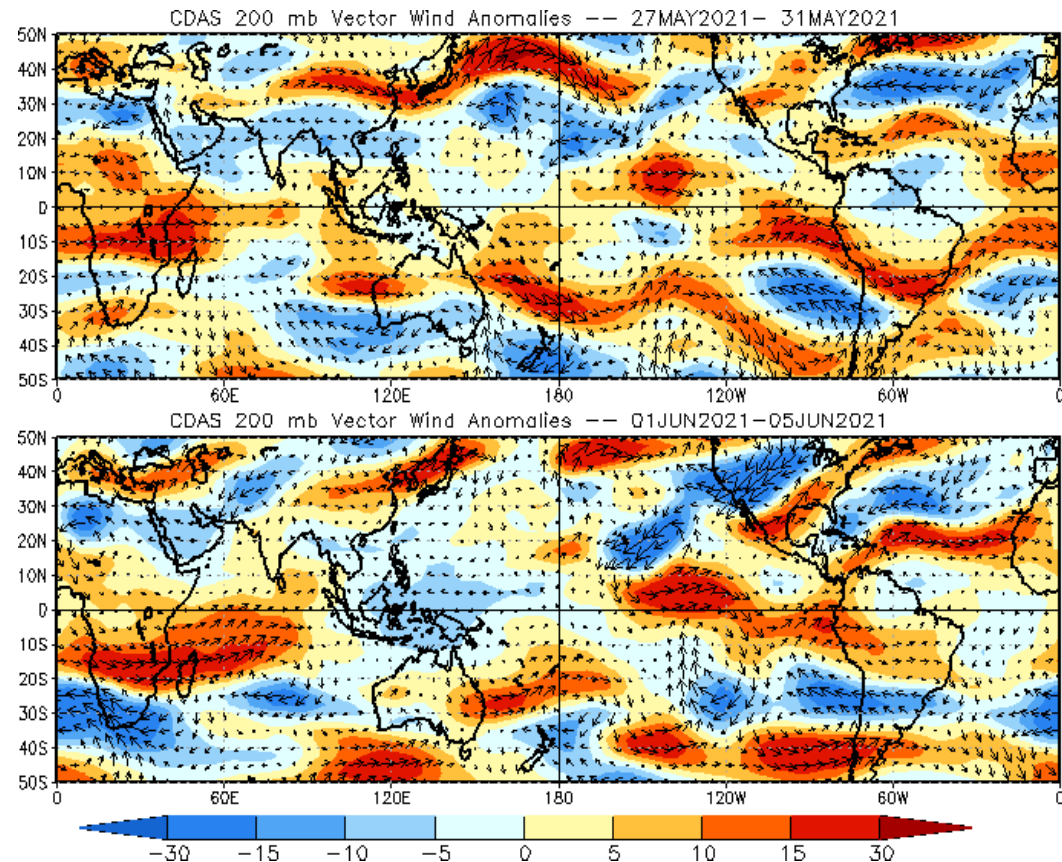 CDAS 200 mb Vector Wind Anomalies -- 27MAY2021- 31MAY2021
50N
40N
30N
20N
10N
0
10S
20S
30S
40S
50S
0 60E 120E 180 120W 60W 0
CDAS 200 mb Vector Wind Anomalies -- 01JUN2021-05JUN2021
50N
40N
30N
20N
10N
0
10S
20S
30S
40S
50S
0 60E 120E 180 120W 60W 0
-30 -15 -10 -5 0 5 10 15 30